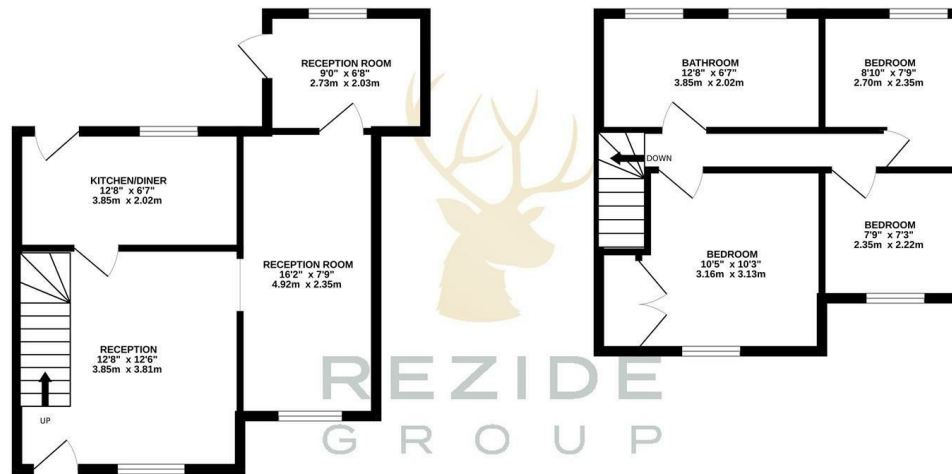 RECEPTION ROOM
9'0" x 6'8"
2.73m x 2.03m
KITCHEN/DINER
12'8" x 6'7"
3.85m x 2.02m
RECEPTION ROOM
16'2" x 7'9"
4.92m x 2.35m
RECEPTION
12'8" x 12'6"
3.85m x 3.81m
UP
BATHROOM
12'8" x 6'7"
3.85m x 2.02m
BEDROOM
8'10" x 7'9"
2.70m x 2.35m
DOWN
BEDROOM
10'5" x 10'3"
3.16m x 3.13m
BEDROOM
7'9" x 7'3"
2.35m x 2.22m
REZIDE
GROUP